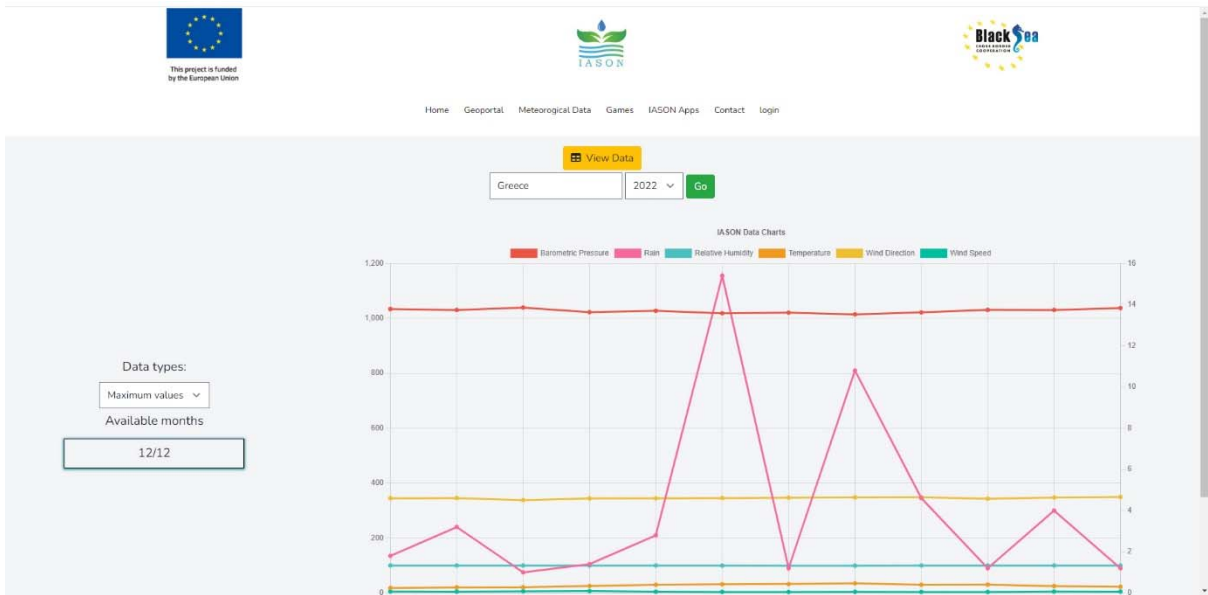 This project is funded
by the European Union
IASON
Black Sea
CROSS BORDER
COOPERATION
Home Geoportal Meteorogical Data Games IASON Apps Contact login
View Data
Greece 2022 Go
IASON Data Charts
Barometric Pressure Rain Relative Humidity Temperature Wind Direction Wind Speed
1,200 16
14
1,000
12
800
10
Data types:
Maximum values
Available months
12/12
600 8
6
400
4
200
2
0 0